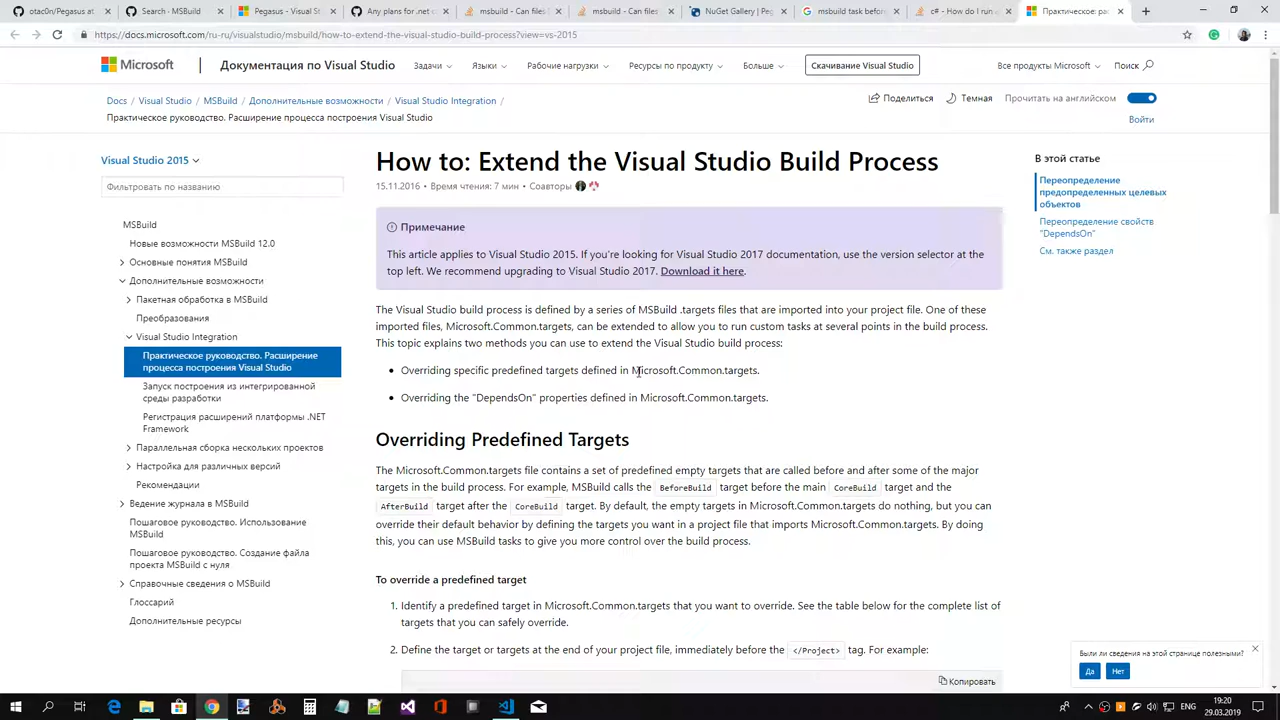 otac0n/Pegasus at
Search - MSBuild
Pegasus - Visual St
Any plans for .net c
msbuild - Can files
msbuild - Can files
NuGet Gallery | Peg
msbuild task before
c# - How do I run a
Практическое: рас
https://docs.microsoft.com/ru-ru/visualstudio/msbuild/how-to-extend-the-visual-studio-build-process?view=vs-2015
Microsoft
Документация по Visual Studio
Задачи
Языки
Рабочие нагрузки
Ресурсы по продукту
Больше
Скачивание Visual Studio
Все продукты Microsoft
Поиск
Docs / Visual Studio / MSBuild / Дополнительные возможности / Visual Studio Integration /
Практическое руководство. Расширение процесса построения Visual Studio
Поделиться
Темная
Прочитать на английском
Войти
Visual Studio 2015
Фильтровать по названию
MSBuild
Новые возможности MSBuild 12.0
Основные понятия MSBuild
Дополнительные возможности
Пакетная обработка в MSBuild
Преобразования
Visual Studio Integration
Практическое руководство. Расширение
процесса построения Visual Studio
Запуск построения из интегрированной
среды разработки
Регистрация расширений платформы .NET
Framework
Параллельная сборка нескольких проектов
Настройка для различных версий
Рекомендации
Ведение журнала в MSBuild
Пошаговое руководство. Использование
MSBuild
Пошаговое руководство. Создание файла
проекта MSBuild с нуля
Справочные сведения о MSBuild
Глоссарий
Дополнительные ресурсы
How to: Extend the Visual Studio Build Process
15.11.2016 • Время чтения: 7 мин • Соавторы
Примечание
This article applies to Visual Studio 2015. If you're looking for Visual Studio 2017 documentation, use the version selector at the
top left. We recommend upgrading to Visual Studio 2017. Download it here.
The Visual Studio build process is defined by a series of MSBuild .targets files that are imported into your project file. One of these
imported files, Microsoft.Common.targets, can be extended to allow you to run custom tasks at several points in the build process.
This topic explains two methods you can use to extend the Visual Studio build process:
• Overriding specific predefined targets defined in Microsoft.Common.targets.
• Overriding the "DependsOn" properties defined in Microsoft.Common.targets.
Overriding Predefined Targets
The Microsoft.Common.targets file contains a set of predefined empty targets that are called before and after some of the major
targets in the build process. For example, MSBuild calls the BeforeBuild target before the main CoreBuild target and the
AfterBuild target after the CoreBuild target. By default, the empty targets in Microsoft.Common.targets do nothing, but you can
override their default behavior by defining the targets you want in a project file that imports Microsoft.Common.targets. By doing
this, you can use MSBuild tasks to give you more control over the build process.
To override a predefined target
1. Identify a predefined target in Microsoft.Common.targets that you want to override. See the table below for the complete list of
targets that you can safely override.
2. Define the target or targets at the end of your project file, immediately before the </Project> tag. For example:
Копировать
В этой статье
Переопределение
предопределенных целевых
объектов
Переопределение свойств
"DependsOn"
См. также раздел
Были ли сведения на этой странице полезными?
Да
Нет
ENG
19:20
29.03.2019